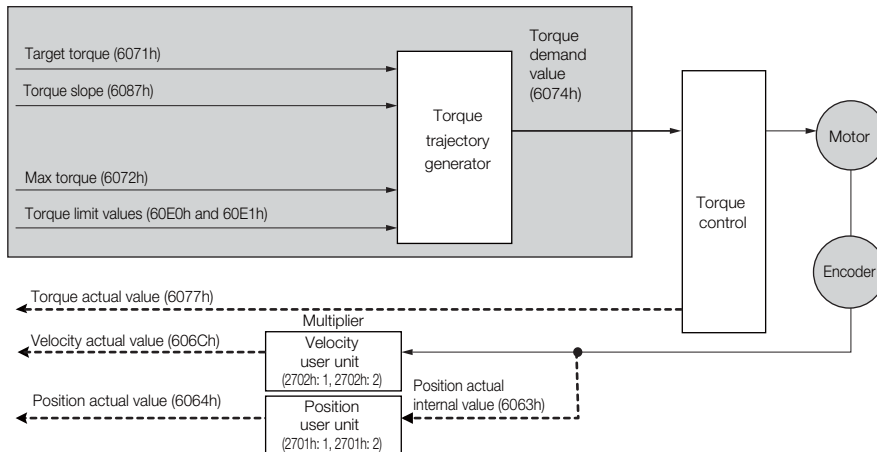 Target torque (6071h)
Torque slope (6087h)
Max torque (6072h)
Torque limit values (60E0h and 60E1h)
Torque
trajectory
generator
Torque
demand
value
(6074h)
Torque
control
Motor
Encoder
Torque actual value (6077h)
Multiplier
Velocity actual value (606Ch)
Velocity
user unit
(2702h: 1, 2702h: 2)
Position actual
internal value (6063h)
Position actual value (6064h)
Position
user unit
(2701h: 1, 2701h: 2)